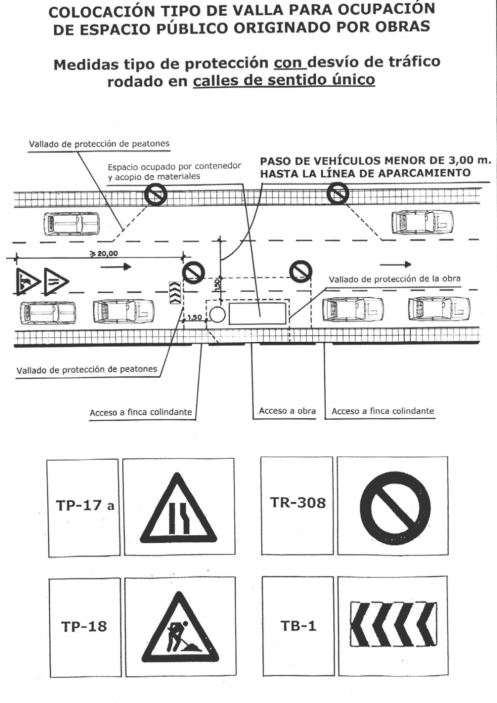 COLOCACIÓN TIPO DE VALLA PARA OCUPACIÓN
DE ESPACIO PÚBLICO ORIGINADO POR OBRAS
Medidas tipo de protección con desvío de tráfico
rodado en calles de sentido único
Vallado de protección de peatones
Espacio ocupado por contenedor
y acopio de materiales
PASO DE VEHÍCULOS MENOR DE 3,00 m.
HASTA LA LÍNEA DE APARCAMIENTO
≥20,00
Vallado de protección de la obra
1,50
1,50
Vallado de protección de peatones
Acceso a finca colindante
Acceso a obra
Acceso a finca colindante
TP-17 a
TR-308
TP-18
TB-1